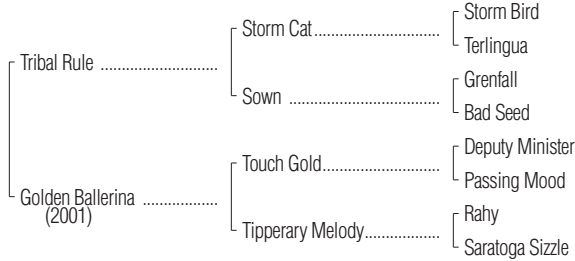 Storm Bird
Storm Cat..............................
Terlingua
Tribal Rule ............................
Grenfall
Sown ....................................
Bad Seed
Deputy Minister
Touch Gold............................
Passing Mood
Golden Ballerina ..................
(2001)
Rahy
Tipperary Melody..................
Saratoga Sizzle